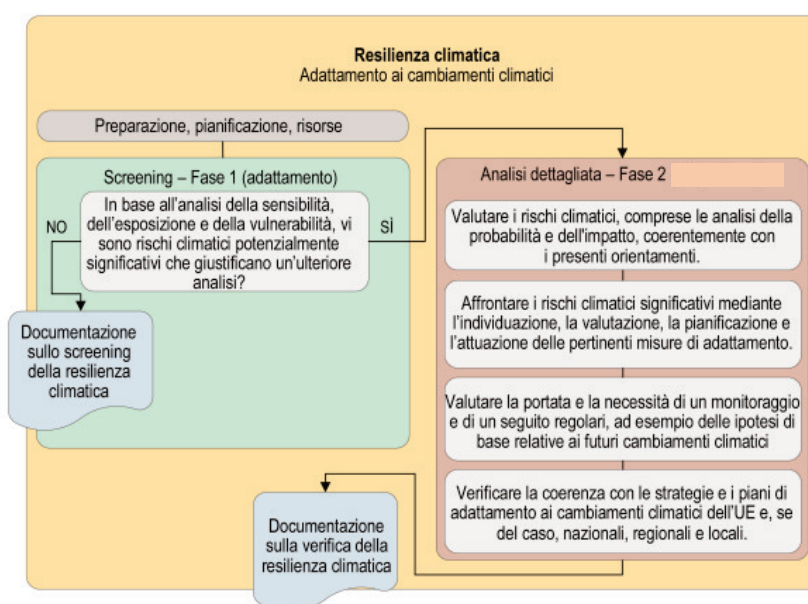 Resilienza climatica
Adattamento ai cambiamenti climatici
Preparazione, pianificazione, risorse
Screening – Fase 1 (adattamento)
In base all'analisi della sensibilità,
dell'esposizione e della vulnerabilità, vi
sono rischi climatici potenzialmente
significativi che giustificano un'ulteriore
analisi?
NO
SÌ
Documentazione
sullo screening
della resilienza
climatica
Analisi dettagliata – Fase 2
Valutare i rischi climatici, comprese le analisi della
probabilità e dell'impatto, coerentemente con
i presenti orientamenti.
Affrontare i rischi climatici significativi mediante
l'individuazione, la valutazione, la pianificazione e
l'attuazione delle pertinenti misure di adattamento.
Valutare la portata e la necessità di un monitoraggio
e di un seguito regolari, ad esempio delle ipotesi di
base relative ai futuri cambiamenti climatici
Verificare la coerenza con le strategie e i piani di
adattamento ai cambiamenti climatici dell'UE e, se
del caso, nazionali, regionali e locali.
Documentazione
sulla verifica della
resilienza climatica